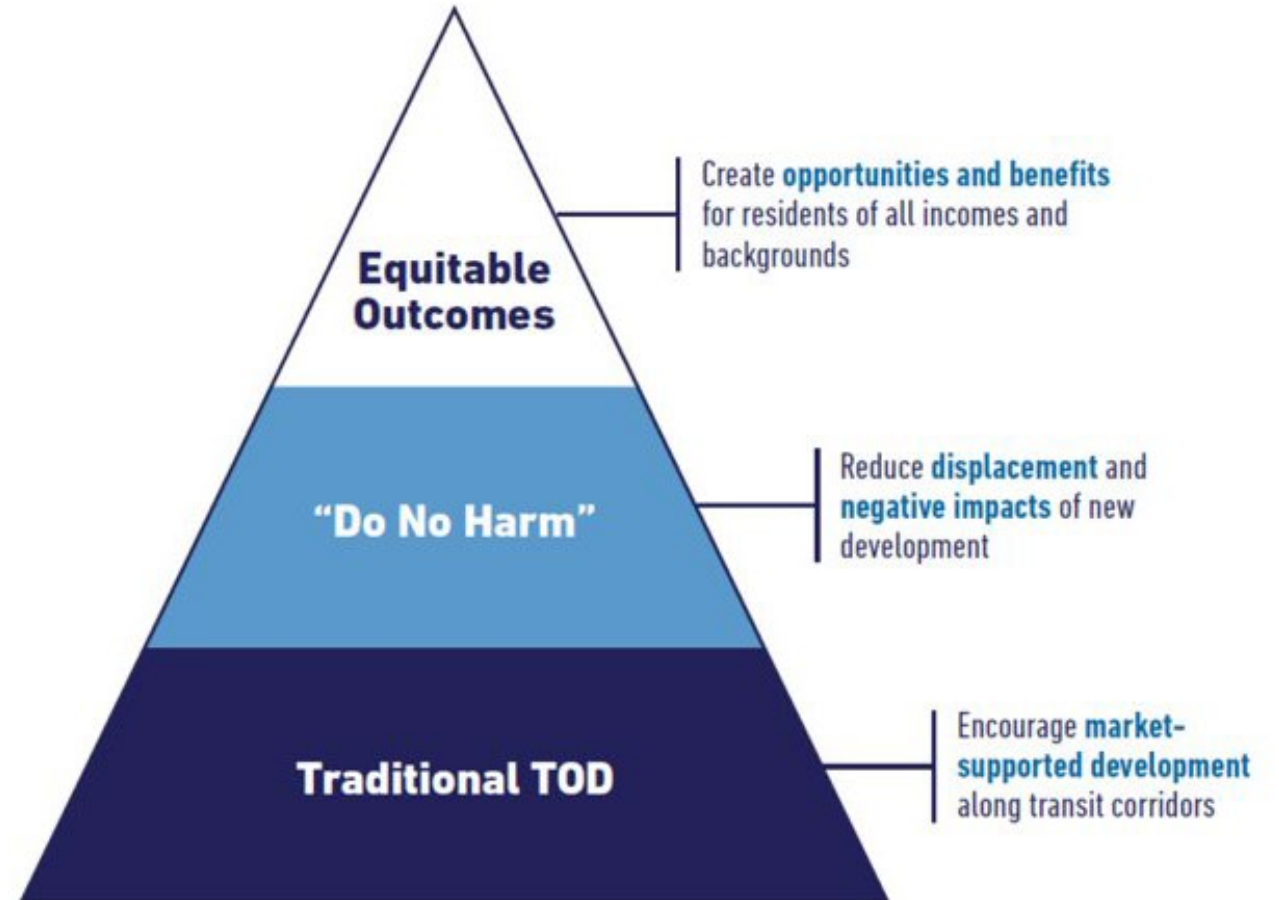 Create opportunities and benefits
for residents of all incomes and
backgrounds
Equitable
Outcomes
Reduce displacement and
negative impacts of new
development
“Do No Harm”
Encourage market-
supported development
along transit corridors
Traditional TOD